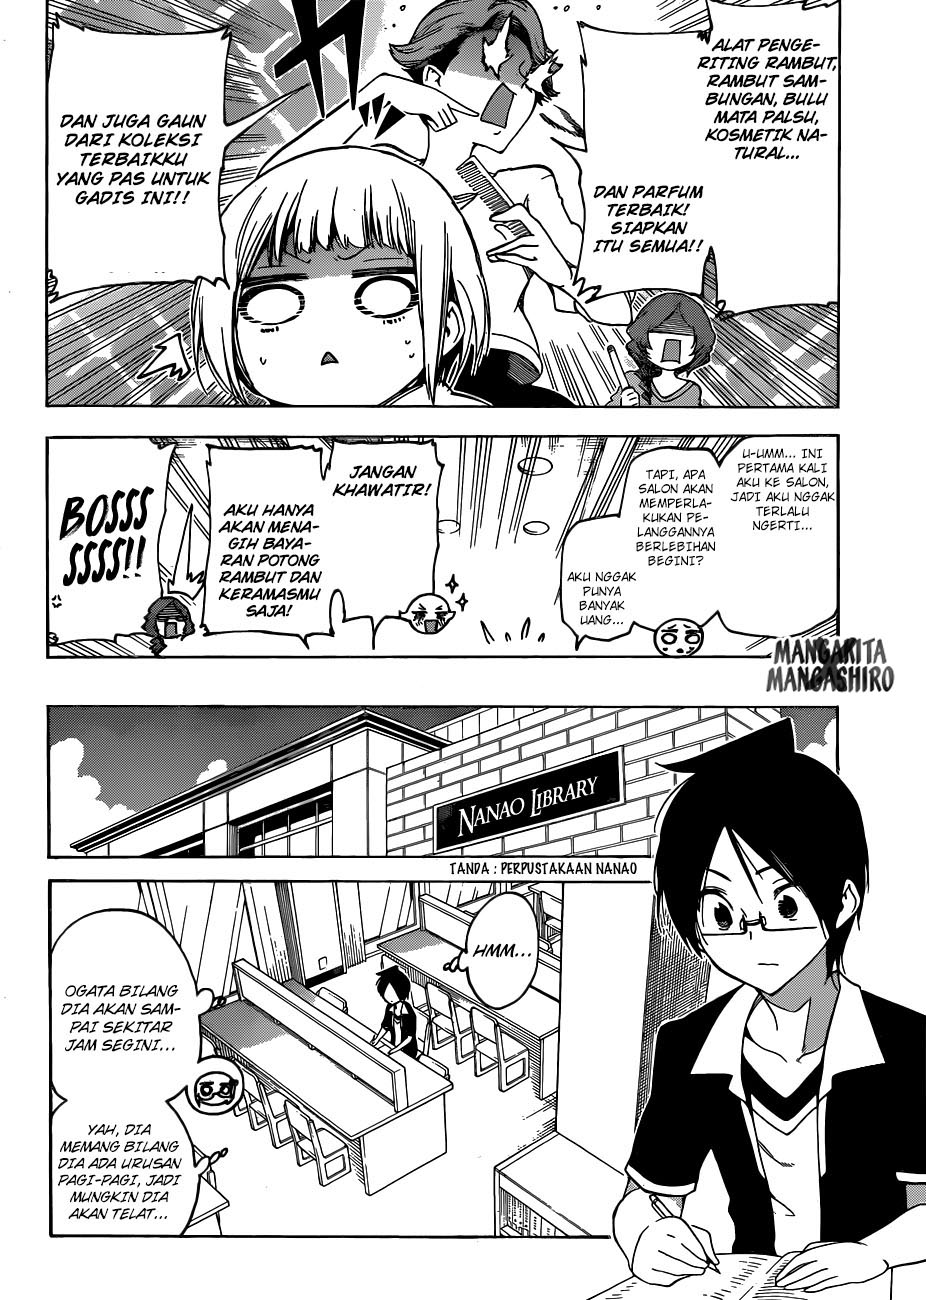 ALAT PENGE-
RITING RAMBUT,
RAMBUT SAM-
BUNGAN, BULU
MATA PALSU,
KOSMETIK NA-
TURAL...
DAN PARFUM
TERBAIK!
SIAPKAN
ITU SEMUA!!
DAN JUGA GAUN
DARI KOLEKSI
TERBAIKKU
YANG PAS UNTUK
GADIS INI!!
U-UMM... INI
PERTAMA KALI
AKU KE SALON,
JADI AKU NGGAK
TERLALU
NGERTI...
TAPI, APA
SALON AKAN
MEMPERLA-
KUKAN PE-
LANGGANNYA
BERLEBIHAN
BEGINI?
AKU NGGAK
PUNYA
BANYAK
UANG...
JANGAN
KHAWATIR!
AKU HANYA
AKAN MENA-
GIH BAYA-
RAN POTONG
RAMBUT DAN
KERAMASMU
SAJA!
BOSSS
SSSS!!
MANGAKITA
X
MANGASHIRO
NANAO LIBRARY
TANDA : PERPUSTAKAAN NANAO
HMM...
OGATA BILANG
DIA AKAN SAM-
PAI SEKITAR
JAM SEGINI...
YAH, DIA
MEMANG BILANG
DIA ADA URUSAN
PAGI-PAGI, JADI
MUNGKIN DIA
AKAN TELAT...